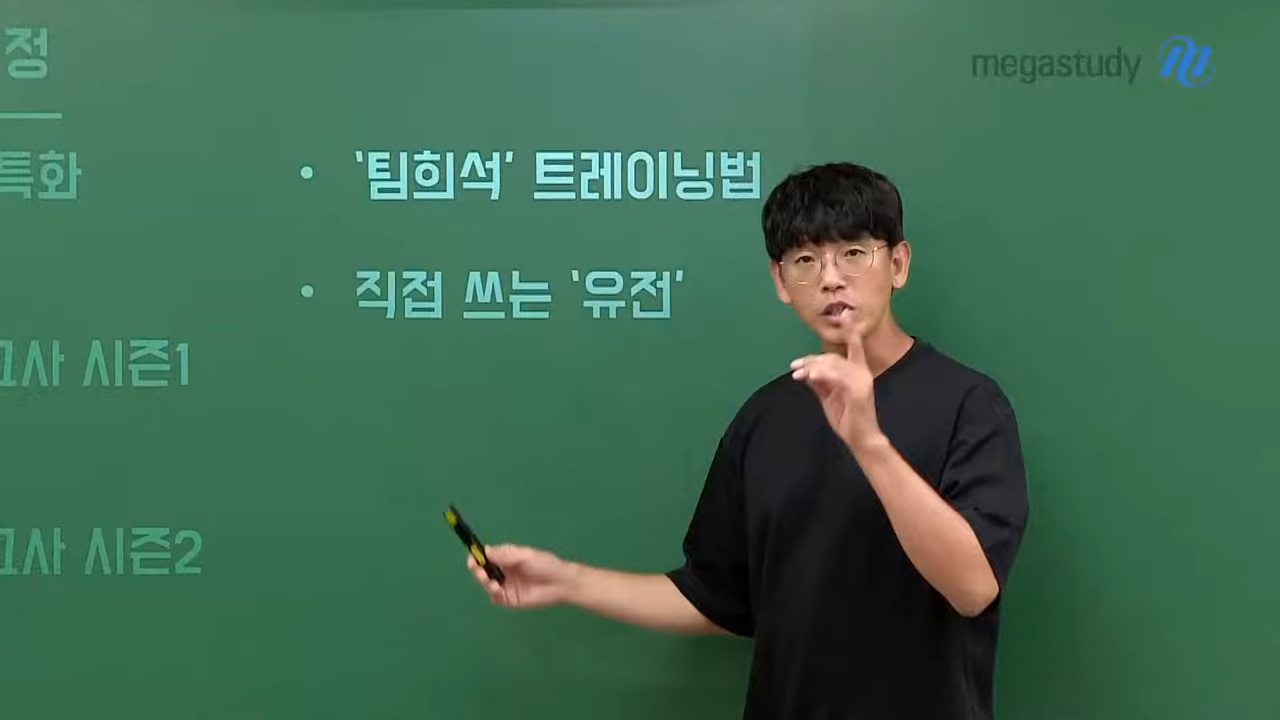 정
megastudy
특화
• '팀희석' 트레이닝법
• 직접 쓰는 '유전'
고사 시즌1
고사 시즌2